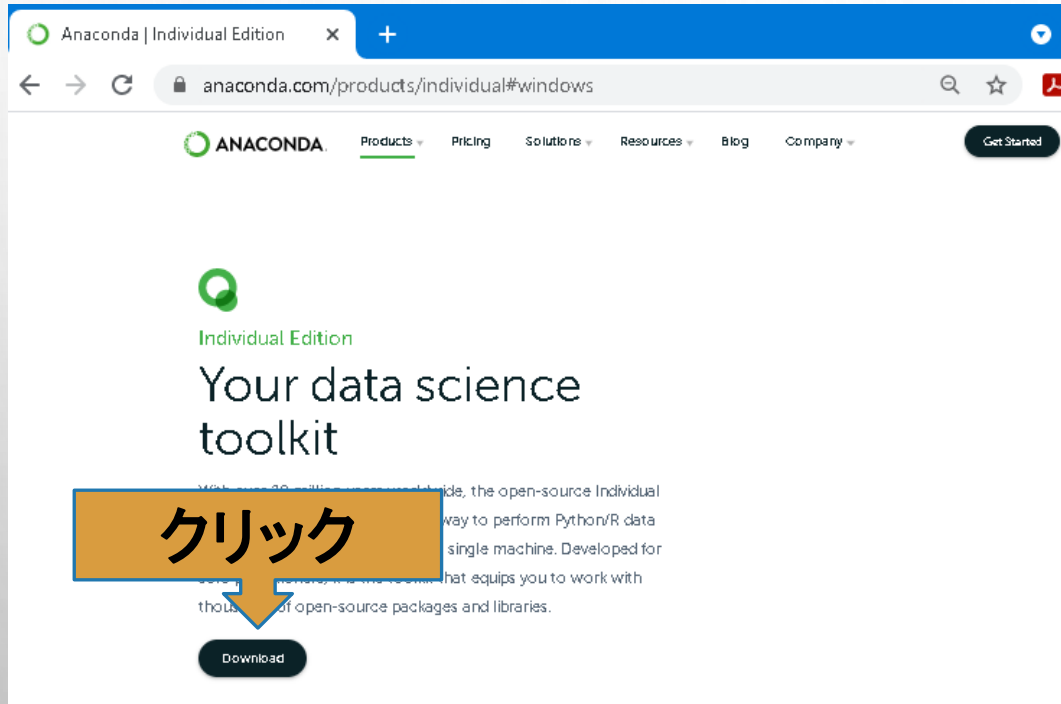 Anaconda | Individual Edition
anaconda.com/products/individual#windows
ANACONDA. Products Pricing Solutions Resources Blog Company Get Started
Individual Edition
Your data science
toolkit
the open-source Individual
way to perform Python/R data
クリック
single machine. Developed for
that equips you to work with
of open-source packages and libraries.
Download